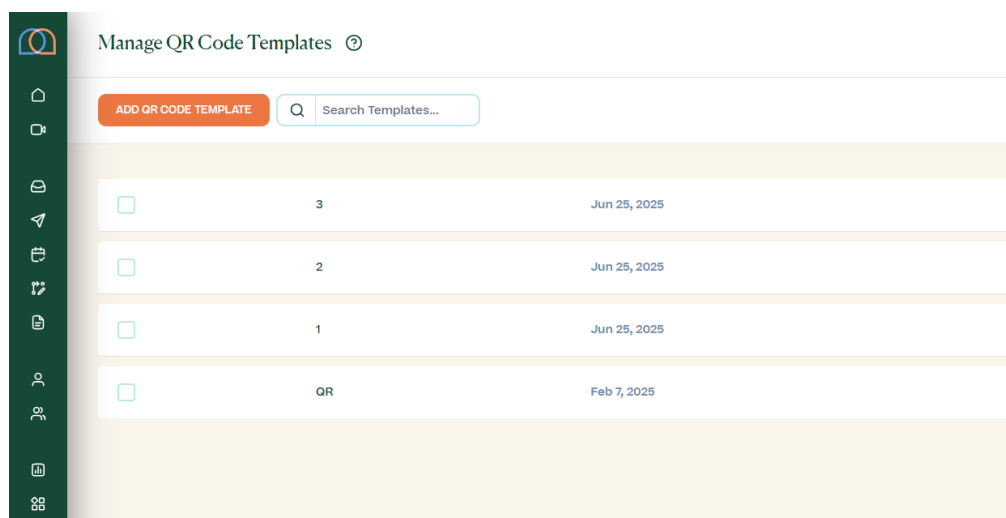 Manage QR Code Templates
ADD QR CODE TEMPLATE
Search Templates...
3 Jun 25, 2025
2 Jun 25, 2025
1 Jun 25, 2025
QR Feb 7, 2025